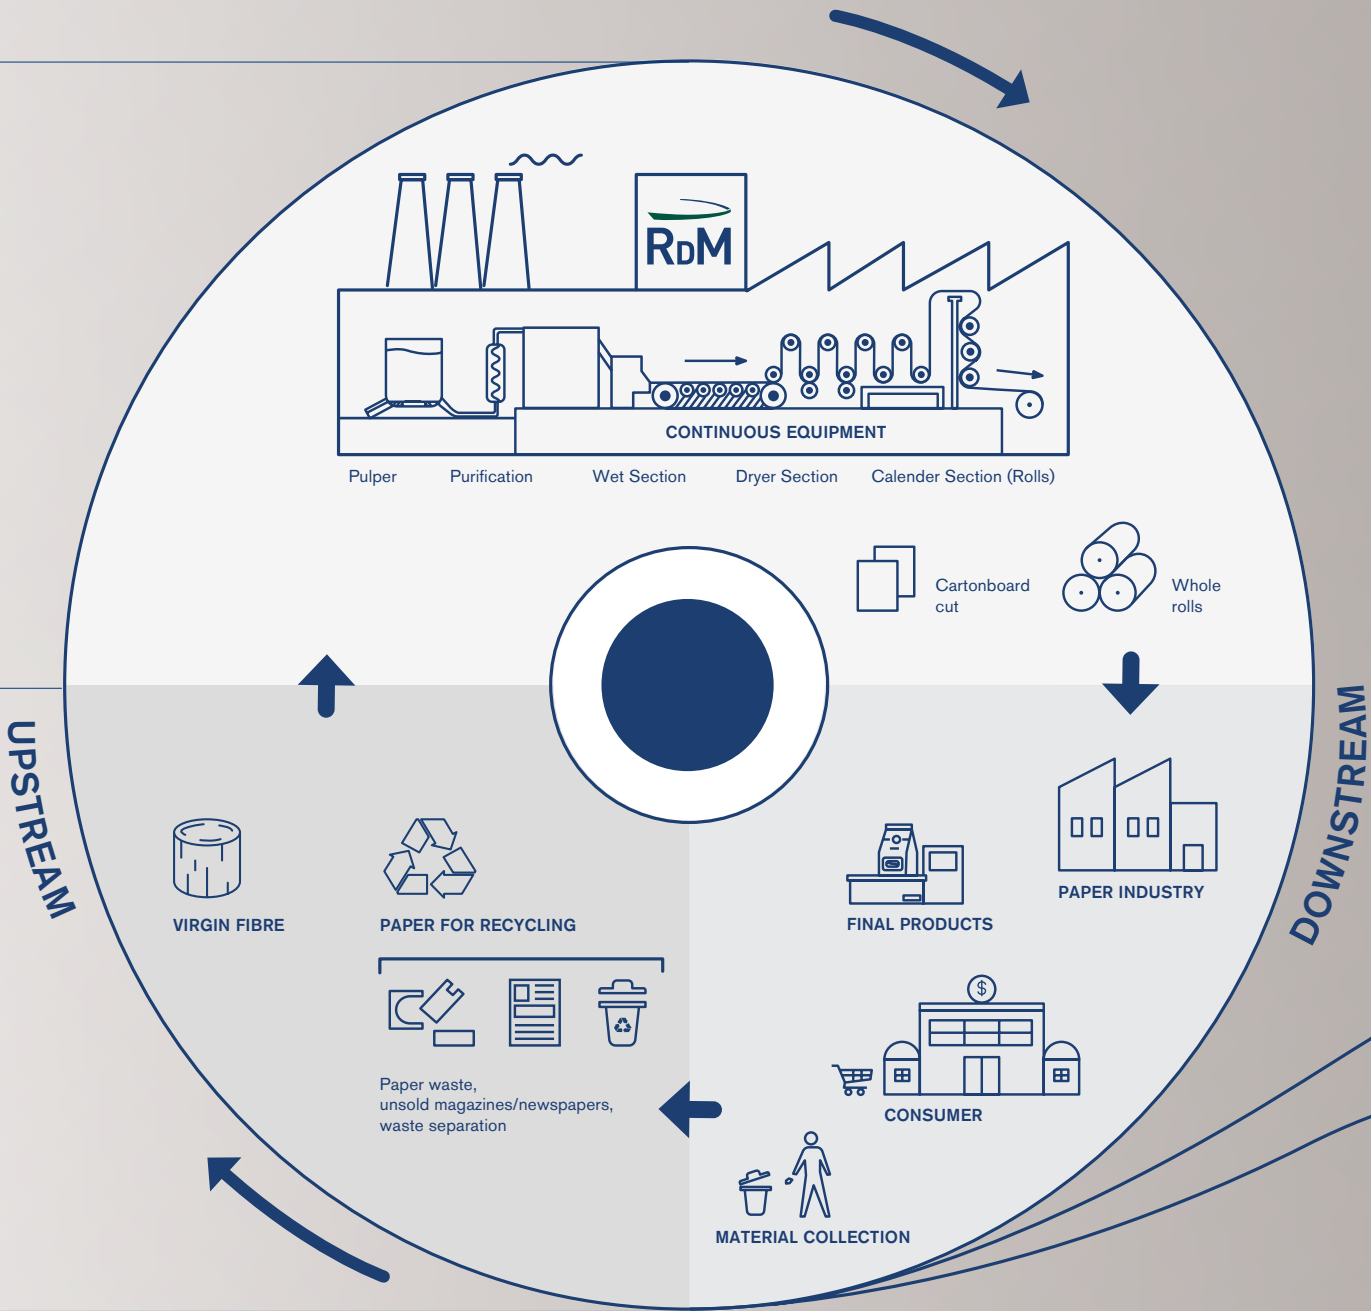 RDM
CONTINUOUS EQUIPMENT
Pulper
Purification
Wet Section
Dryer Section
Calender Section (Rolls)
Cartonboard
cut
Whole
rolls
UPSTREAM
DOWNSTREAM
VIRGIN FIBRE
PAPER FOR RECYCLING
Paper waste,
unsold magazines/newspapers,
waste separation
FINAL PRODUCTS
PAPER INDUSTRY
$
CONSUMER
MATERIAL COLLECTION